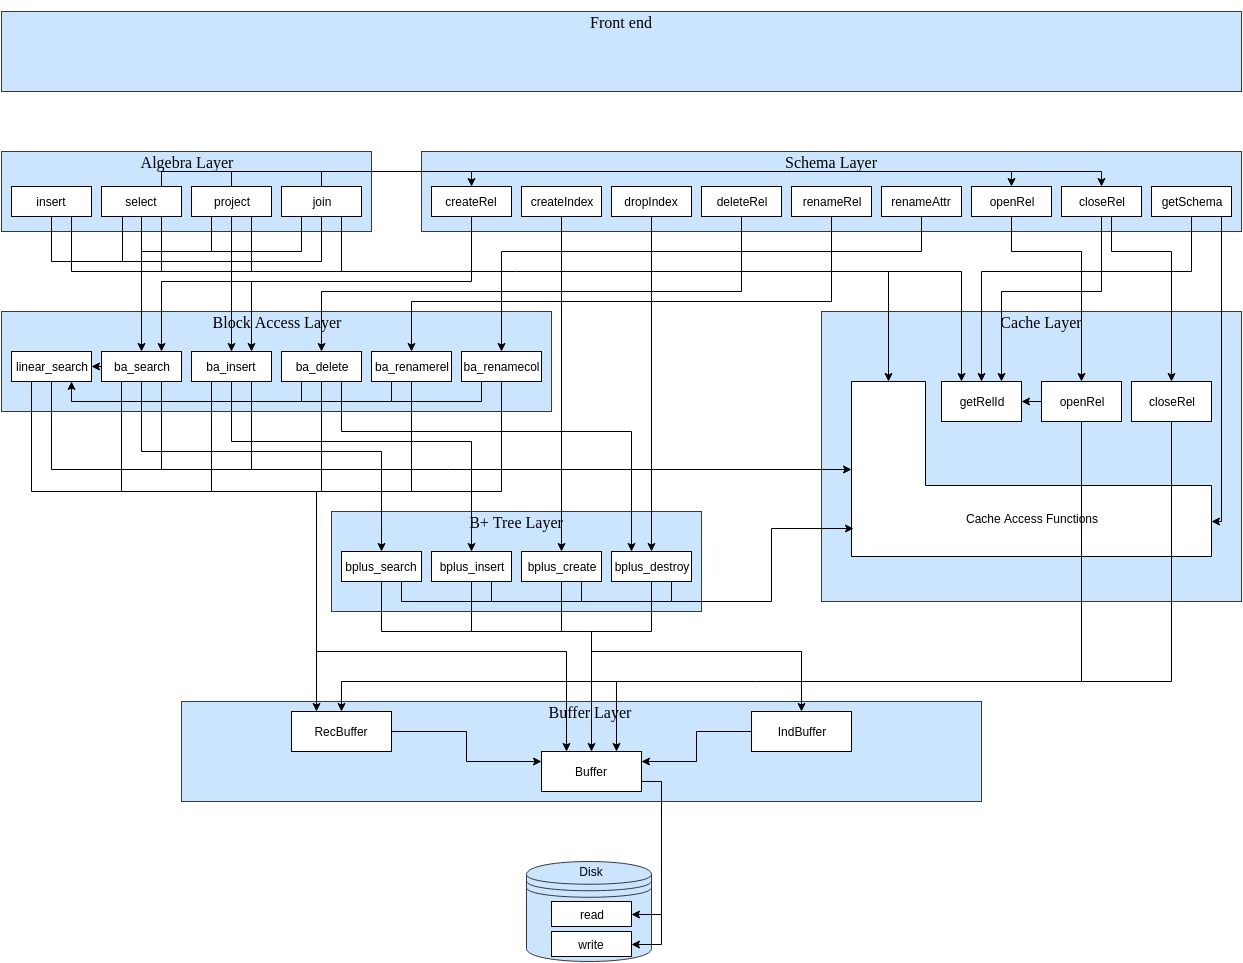 Front end
Algebra Layer
Schema Layer
insert
select
project
join
createRel
createIndex
dropIndex
deleteRel
renameRel
renameAttr
openRel
closeRel
getSchema
Block Access Layer
Cache Layer
linear_search
ba_search
ba_insert
ba_delete
ba_renamerel
ba_renamecol
getRelId
openRel
closeRel
Cache Access Functions
B+ Tree Layer
bplus_search
bplus_insert
bplus_create
bplus_destroy
Buffer Layer
RecBuffer
IndBuffer
Buffer
Disk
read
write